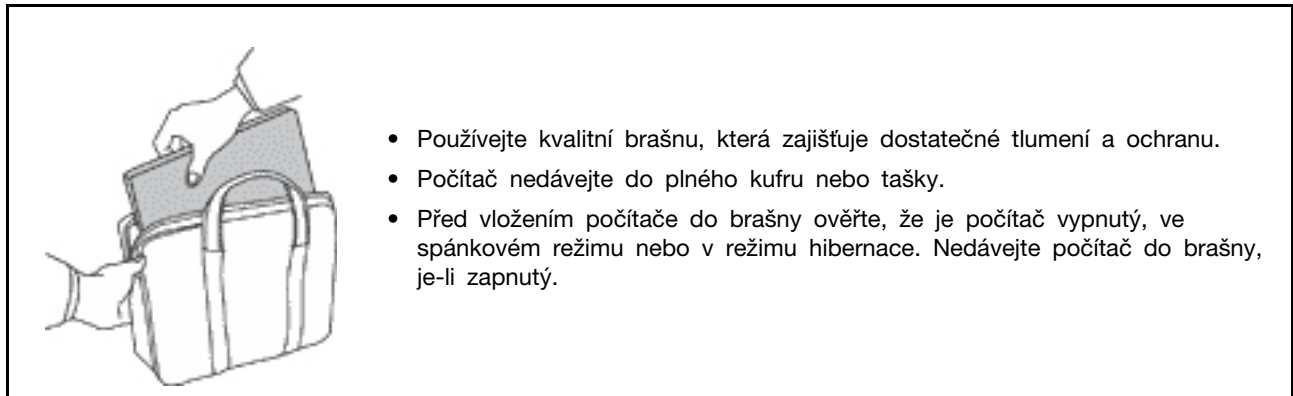 • Používejte kvalitní brašnu, která zajišťuje dostatečné tlumení a ochranu.
• Počítač nedávejte do plného kufru nebo tašky.
• Před vložením počítače do brašny ověřte, že je počítač vypnutý, ve
spánkovém režimu nebo v režimu hibernace. Nedávejte počítač do brašny,
je-li zapnutý.